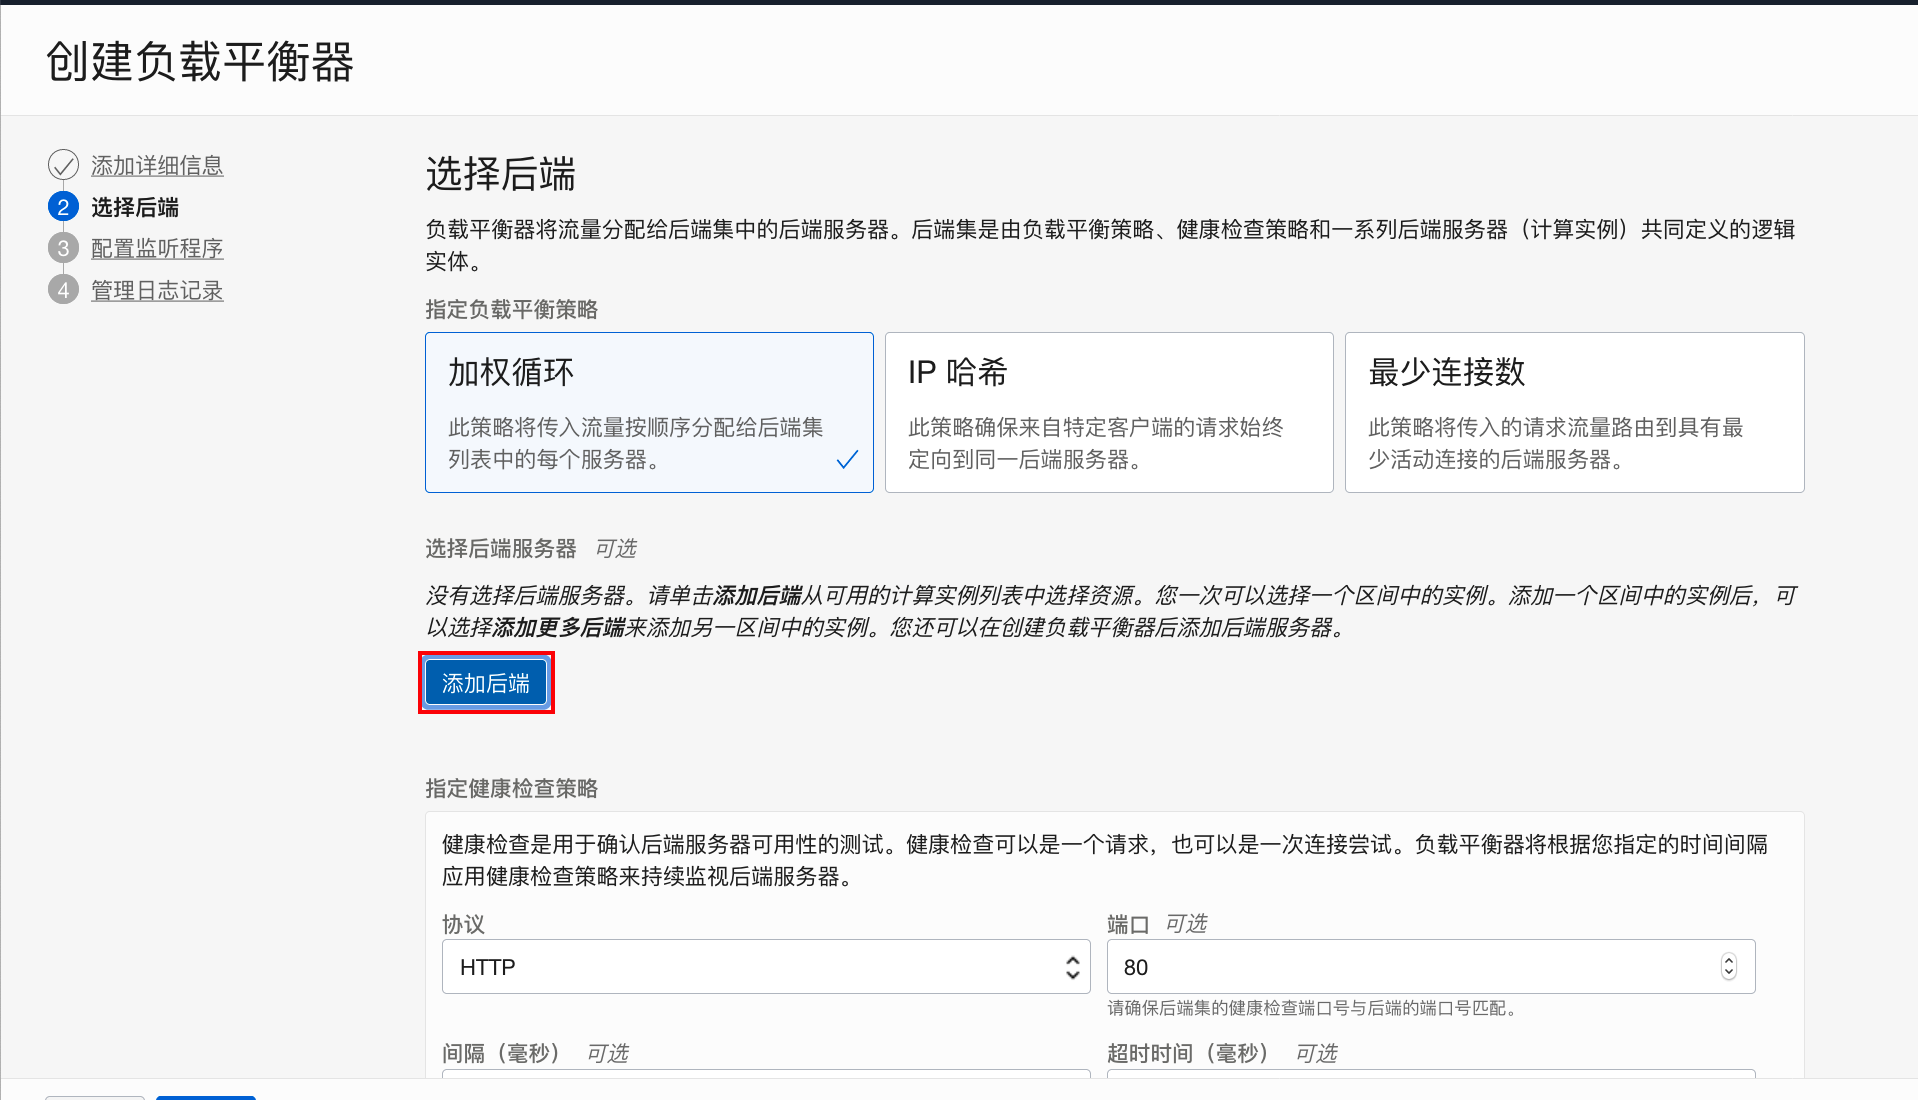 创建负载平衡器
添加详细信息
2 选择后端
3 配置监听程序
4 管理日志记录
选择后端
负载平衡器将流量分配给后端集中的后端服务器。后端集是由负载平衡策略、健康检查策略和一系列后端服务器（计算实例）共同定义的逻辑
实体。
指定负载平衡策略
加权循环
此策略将传入流量按顺序分配给后端集
列表中的每个服务器。
IP 哈希
此策略确保来自特定客户端的请求始终
定向到同一后端服务器。
最少连接数
此策略将传入的请求流量路由到具有最
少活动连接的后端服务器。
选择后端服务器 可选
没有选择后端服务器。请单击添加后端从可用的计算实例列表中选择资源。您一次可以选择一个区间中的实例。添加一个区间中的实例后，可
以选择添加更多后端来添加另一区间中的实例。您还可以在创建负载平衡器后添加后端服务器。
添加后端
指定健康检查策略
健康检查是用于确认后端服务器可用性的测试。健康检查可以是一个请求，也可以是一次连接尝试。负载平衡器将根据您指定的时间间隔
应用健康检查策略来持续监视后端服务器。
协议
HTTP
端口 可选
80
请确保后端集的健康检查端口号与后端的端口号匹配。
间隔（毫秒） 可选
超时时间（毫秒） 可选